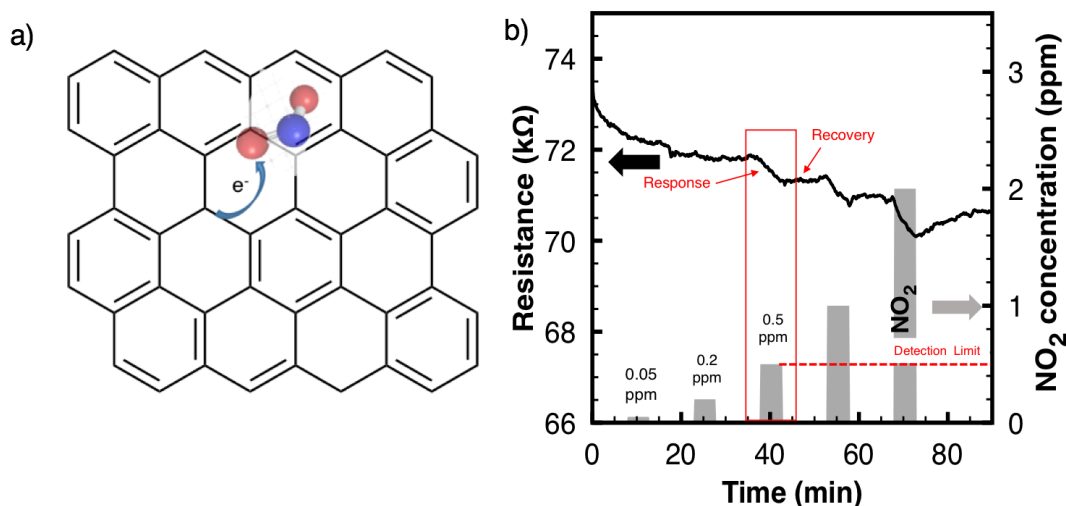 a)
e-
b)
Resistance (kΩ)
74
72
70
68
66
0
20
40
60
80
Time (min)
3
2
1
0
NO2 concentration (ppm)
Response
Recovery
0.05
ppm
0.2
ppm
0.5
ppm
NO2
Detection Limit